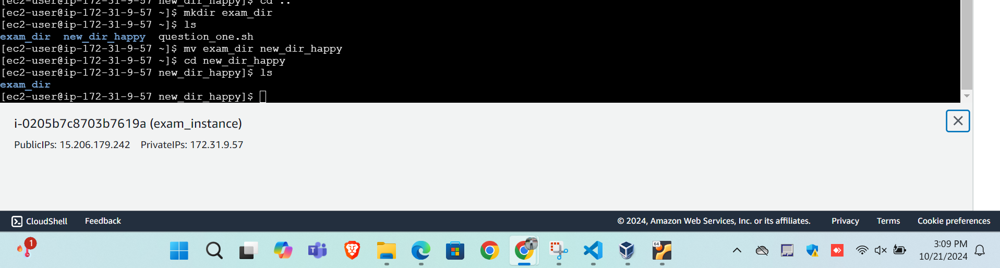 [ec2-user@ip-172-31-9-57 new_dir_happy]$ cd ..
[ec2-user@ip-172-31-9-57 ~]$ mkdir exam_dir
[ec2-user@ip-172-31-9-57 ~]$ ls
exam_dir  new_dir_happy  question_one.sh
[ec2-user@ip-172-31-9-57 ~]$ mv exam_dir new_dir_happy
[ec2-user@ip-172-31-9-57 ~]$ cd new_dir_happy
[ec2-user@ip-172-31-9-57 new_dir_happy]$ ls
exam_dir
[ec2-user@ip-172-31-9-57 new_dir_happy]$
i-0205b7c8703b7619a (exam_instance)
PublicIPs: 15.206.179.242 PrivateIPs: 172.31.9.57
CloudShell Feedback © 2024, Amazon Web Services, Inc. or its affiliates. Privacy Terms Cookie preferences
1
64
3:09 PM
10/21/2024